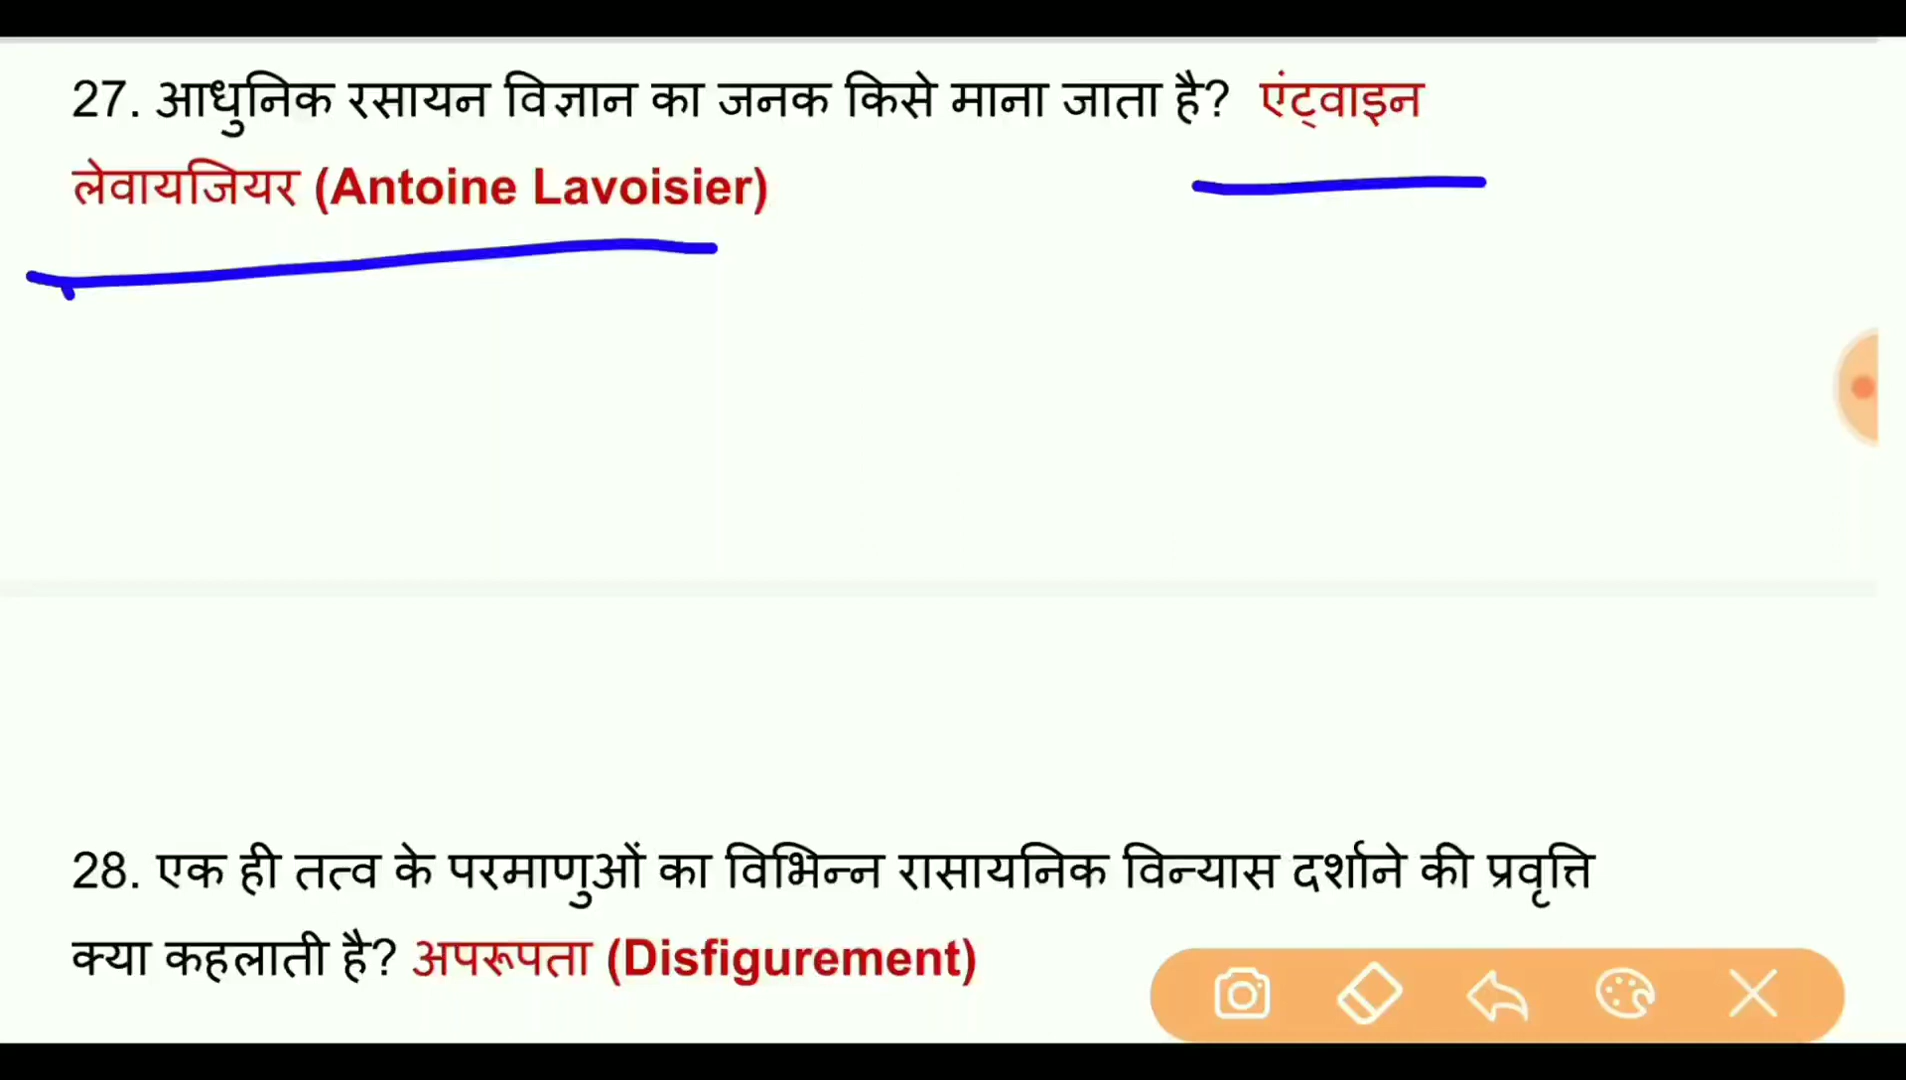 27. आधुनिक रसायन विज्ञान का जनक किसे माना जाता है? एंट्वाइन
लेवायजियर (Antoine Lavoisier)
28. एक ही तत्व के परमाणुओं का विभिन्न रासायनिक विन्यास दर्शाने की प्रवृत्ति
क्या कहलाती है? अपरूपता (Disfigurement)